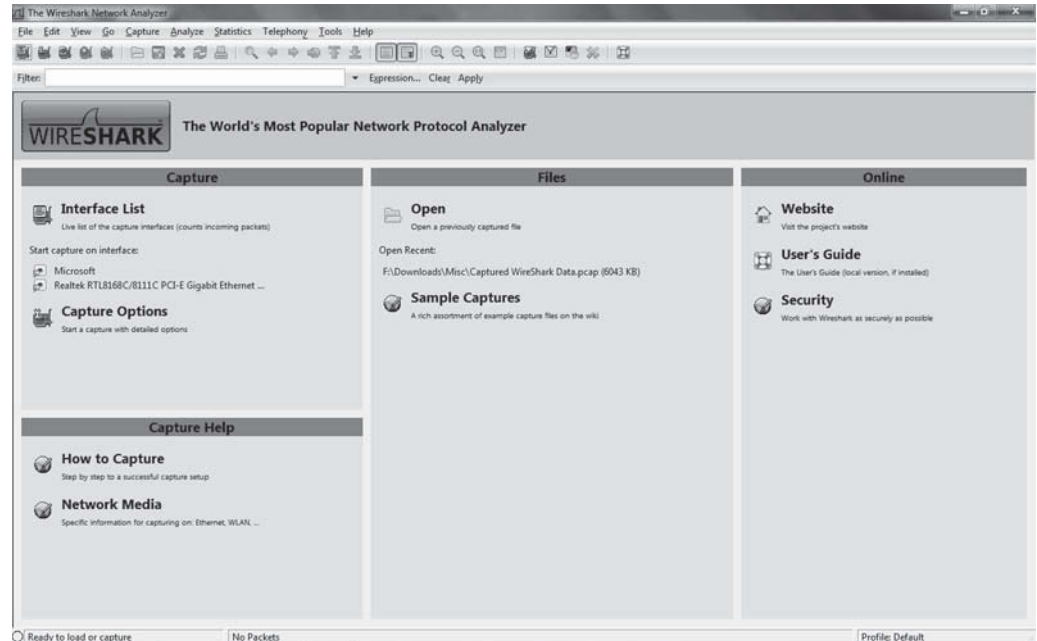 The Wireshark Network Analyzer
File Edit View Go Capture Analyze Statistics Telephony Tools Help
Filter: Expression... Clear Apply
WIRESHARK The World's Most Popular Network Protocol Analyzer
Capture
Interface List
Live list of the capture interfaces (counts incoming packets)
Start capture on interface:
Microsoft
Realtek RTL8168C/8111C PCI-E Gigabit Ethernet ...
Capture Options
Start a capture with detailed options
Capture Help
How to Capture
Step by step to a successful capture setup
Network Media
Specific information for capturing on: Ethernet, WLAN, ...
Files
Open
Open a previously captured file
Open Recent:
F:\Downloads\Misc\Captured WireShark Data.pcap (6043 KB)
Sample Captures
A rich assortment of example capture files on the wiki
Online
Website
Visit the project's website
User's Guide
The User's Guide (local version, if installed)
Security
Work with Wireshark as securely as possible
Ready to load or capture No Packets Profile: Default